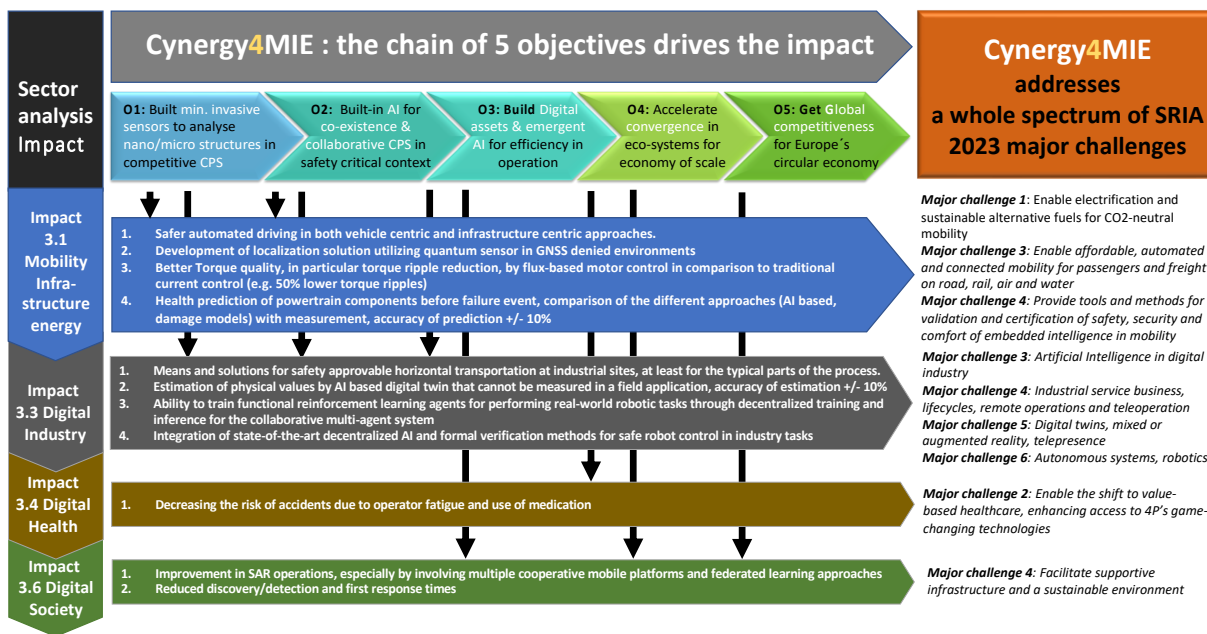 Cynergy4MIE : the chain of 5 objectives drives the impact
Cynergy4MIE
addresses
a whole spectrum of SRIA
2023 major challenges
Sector
analysis
Impact
O1: Built min. invasive
sensors to analyse
nano/micro structures in
competitive CPS
O2: Built-in AI for
co-existence &
collaborative CPS in
safety critical context
O3: Build Digital
assets & emergent
AI for efficiency in
operation
O4: Accelerate
convergence in
eco-systems for
economy of scale
O5: Get Global
competitiveness
for Europe´s
circular economy
Impact
3.1
Mobility
Infra-
structure
energy
1. Safer automated driving in both vehicle centric and infrastructure centric approaches.
2. Development of localization solution utilizing quantum sensor in GNSS denied environments
3. Better Torque quality, in particular torque ripple reduction, by flux-based motor control in comparison to traditional
current control (e.g. 50% lower torque ripples)
4. Health prediction of powertrain components before failure event, comparison of the different approaches (AI based,
damage models) with measurement, accuracy of prediction +/- 10%
Major challenge 1: Enable electrification and
sustainable alternative fuels for CO2-neutral
mobility
Major challenge 3: Enable affordable, automated
and connected mobility for passengers and freight
on road, rail, air and water
Major challenge 4: Provide tools and methods for
validation and certification of safety, security and
comfort of embedded intelligence in mobility
Impact
3.3 Digital
Industry
1. Means and solutions for safety approvable horizontal transportation at industrial sites, at least for the typical parts of the process.
2. Estimation of physical values by AI based digital twin that cannot be measured in a field application, accuracy of estimation +/- 10%
3. Ability to train functional reinforcement learning agents for performing real-world robotic tasks through decentralized training and
inference for the collaborative multi-agent system
4. Integration of state-of-the-art decentralized AI and formal verification methods for safe robot control in industry tasks
Major challenge 3: Artificial Intelligence in digital
industry
Major challenge 4: Industrial service business,
lifecycles, remote operations and teleoperation
Major challenge 5: Digital twins, mixed or
augmented reality, telepresence
Major challenge 6: Autonomous systems, robotics
Impact
3.4 Digital
Health
1. Decreasing the risk of accidents due to operator fatigue and use of medication
Major challenge 2: Enable the shift to value-
based healthcare, enhancing access to 4P's game-
changing technologies
Impact
3.6 Digital
Society
1. Improvement in SAR operations, especially by involving multiple cooperative mobile platforms and federated learning approaches
2. Reduced discovery/detection and first response times
Major challenge 4: Facilitate supportive
infrastructure and a sustainable environment